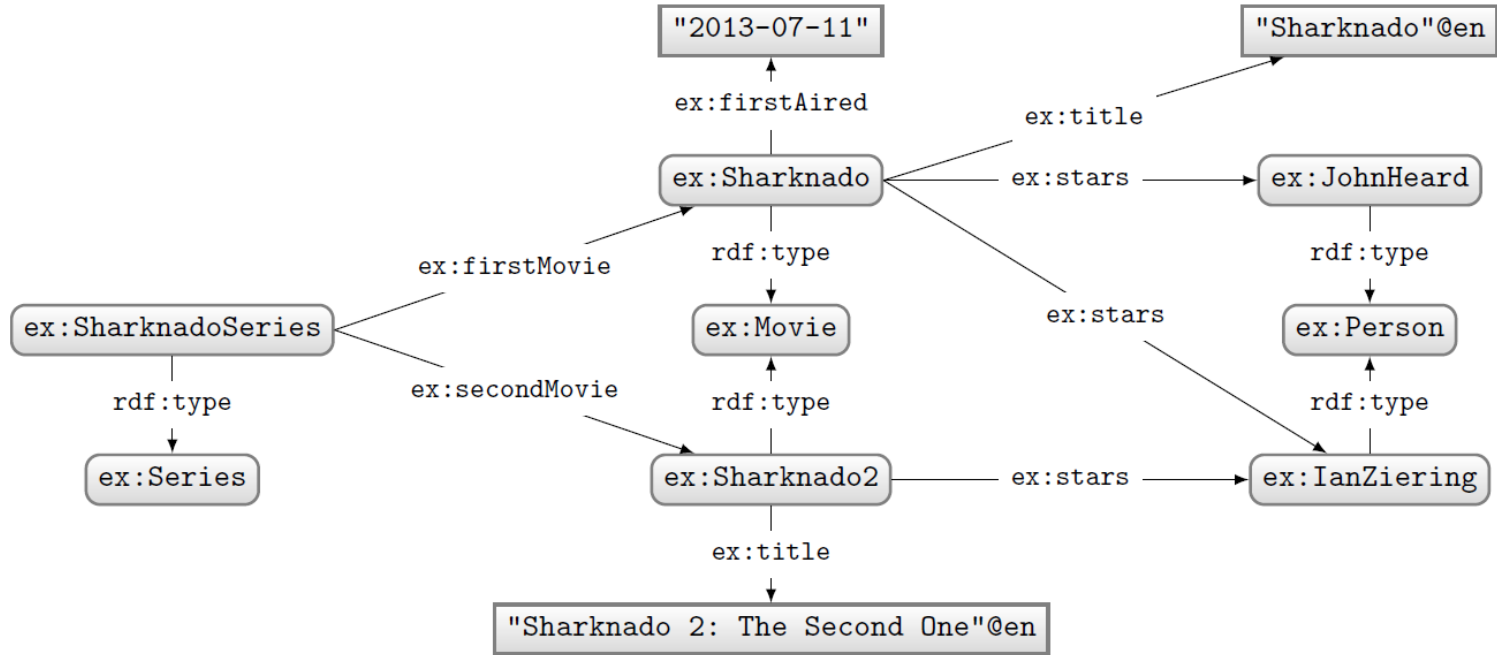 "2013-07-11"
"Sharknado"@en
ex:firstAired
ex:title
ex:Sharknado
ex:stars
ex:JohnHeard
rdf:type
rdf:type
ex:firstMovie
ex:SharknadoSeries
ex:Movie
ex:stars
ex:Person
rdf:type
ex:secondMovie
rdf:type
rdf:type
ex:Series
ex:Sharknado2
ex:stars
ex:IanZiering
ex:title
"Sharknado 2: The Second One"@en